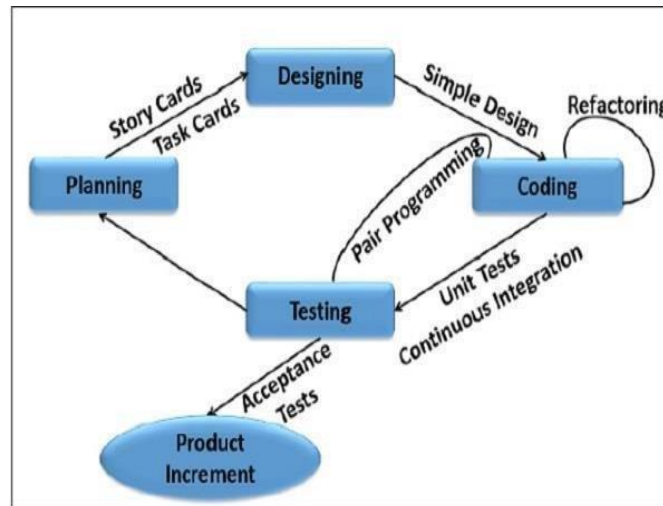 Designing
Story Cards
Task Cards
Simple Design
Refactoring
Planning
Coding
Pair Programming
Unit Tests
Continuous Integration
Testing
Acceptance
Tests
Product
Increment